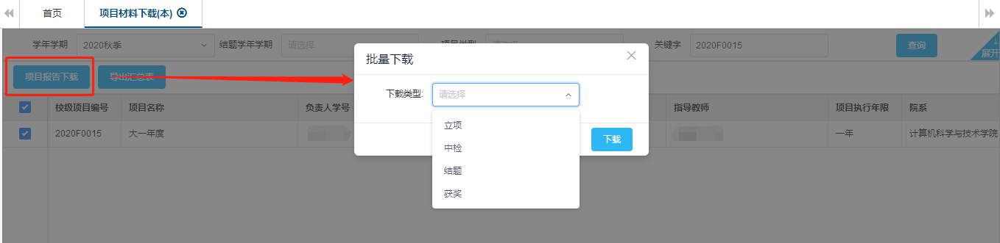 首页
项目材料下载(本)
学年学期
2020秋季
结题学年学期
请选择
项目类型
请选择
关键字
2020F0015
查询
1
展开
项目报告下载
导出汇总表
批量下载
下载类型:
请选择
立项
中检
结题
获奖
下载
校级项目编号
项目名称
负责人学号
指导教师
项目执行年限
院系
2020F0015
大一年度
一年
计算机科学与技术学院